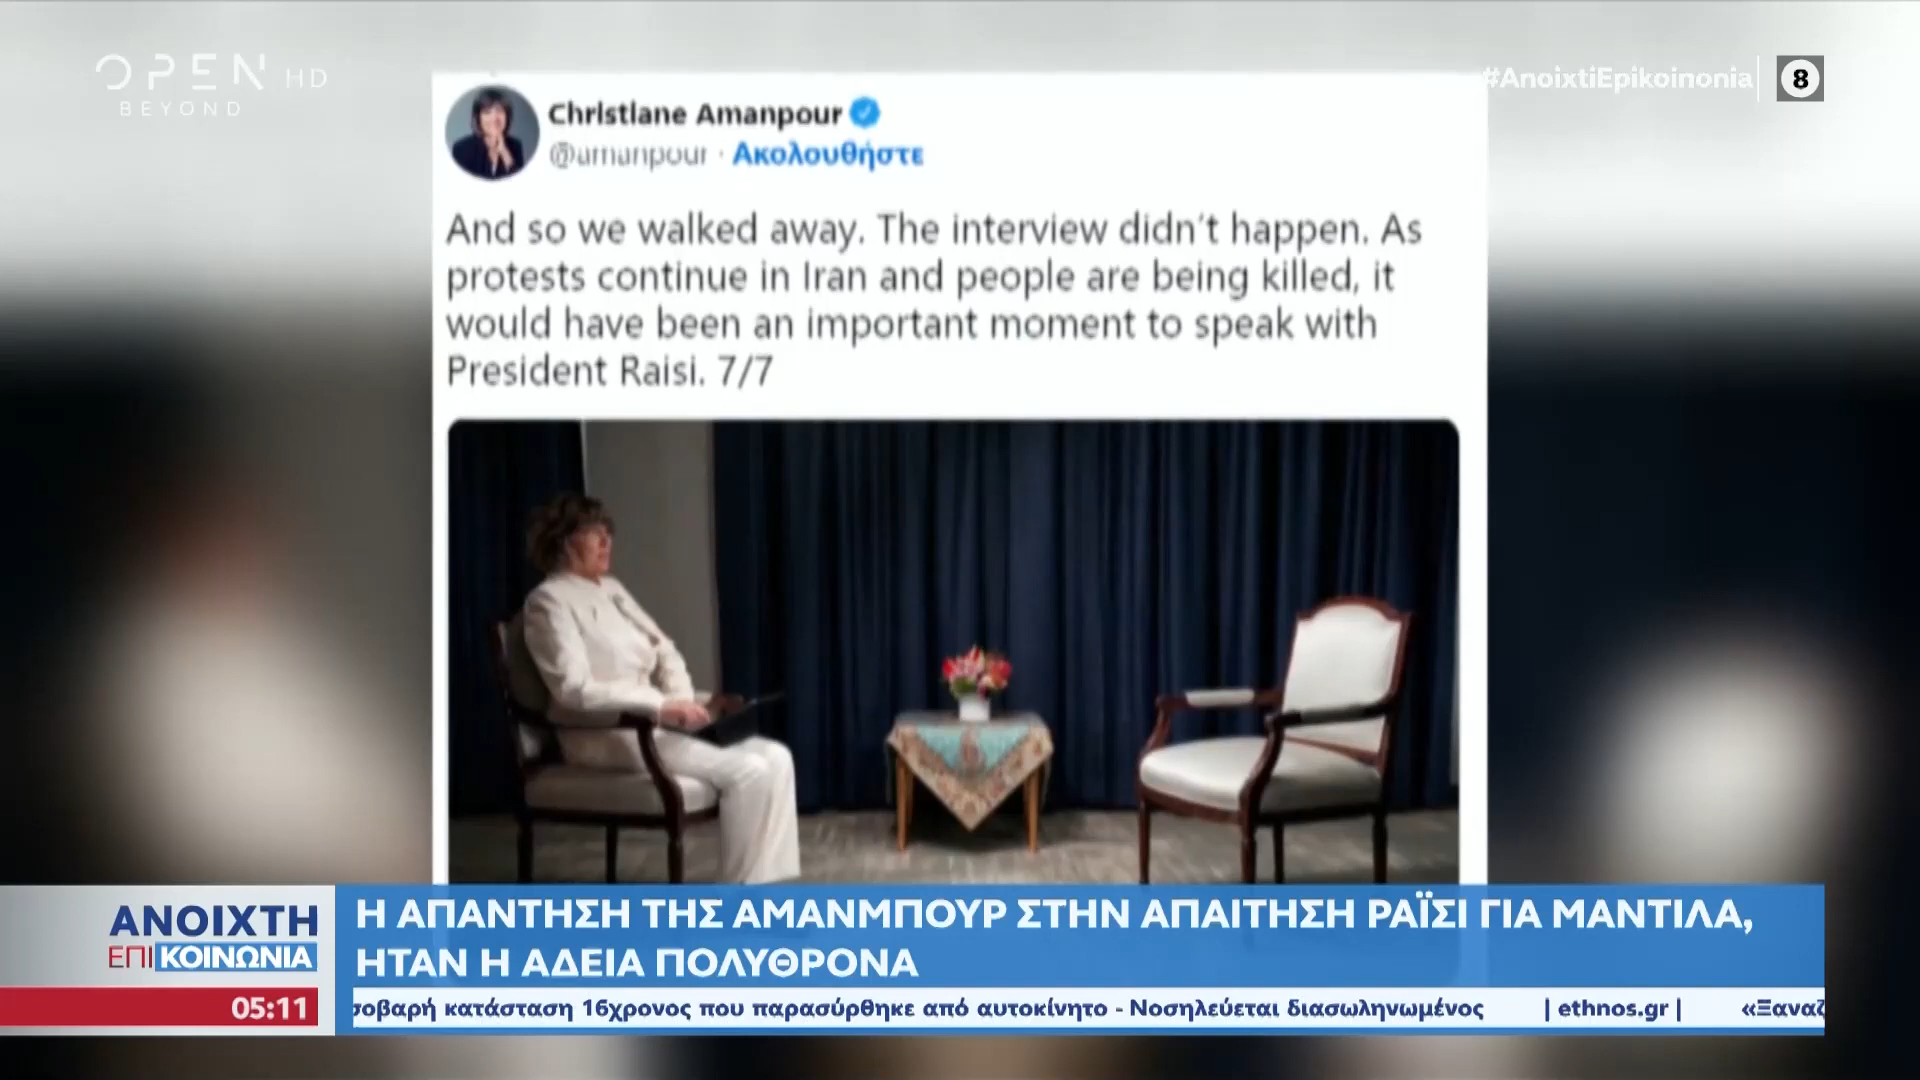 OPEN HD
BEYOND
#AnoixtiEpikoinonia
8
Christiane Amanpour
@amanpour · Ακολουθήστε
And so we walked away. The interview didn't happen. As
protests continue in Iran and people are being killed, it
would have been an important moment to speak with
President Raisi. 7/7
ΑΝΟΙΧΤΗ
ΕΠΙΚΟΙΝΩΝΙΑ
05:11
Η ΑΠΑΝΤΗΣΗ ΤΗΣ ΑΜΑΝΜΠΟΥΡ ΣΤΗΝ ΑΠΑΙΤΗΣΗ ΡΑΪΣΙ ΓΙΑ ΜΑΝΤΙΛΑ,
ΗΤΑΝ Η ΑΔΕΙΑ ΠΟΛΥΘΡΟΝΑ
σοβαρή κατάσταση 16χρονος που παρασύρθηκε από αυτοκίνητο - Νοσηλεύεται διασωληνωμένος | ethnos.gr | «Ξαναζ